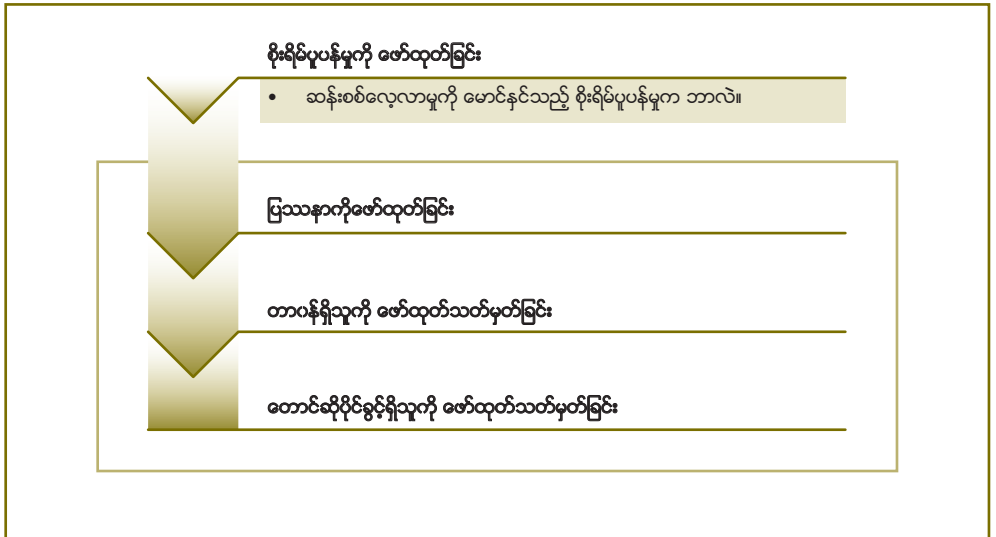 စိုးရိမ်ပူပန်မှုကို ဖော်ထုတ်ခြင်း
• ဆန်းစစ်လေ့လာမှုကို မောင်နှင်သည့် စိုးရိမ်ပူပန်မှုက ဘာလဲ။
ပြဿနာကိုဖော်ထုတ်ခြင်း
တာဝန်ရှိသူကို ဖော်ထုတ်သတ်မှတ်ခြင်း
တောင်းဆိုပိုင်ခွင့်ရှိသူကို ဖော်ထုတ်သတ်မှတ်ခြင်း